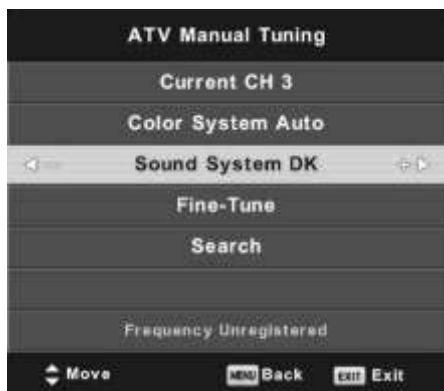 ATV Manual Tuning
Current CH 3
Color System Auto
Sound System DK
Fine-Tune
Search
Frequency Unregistered
Move MENU Back EXIT Exit